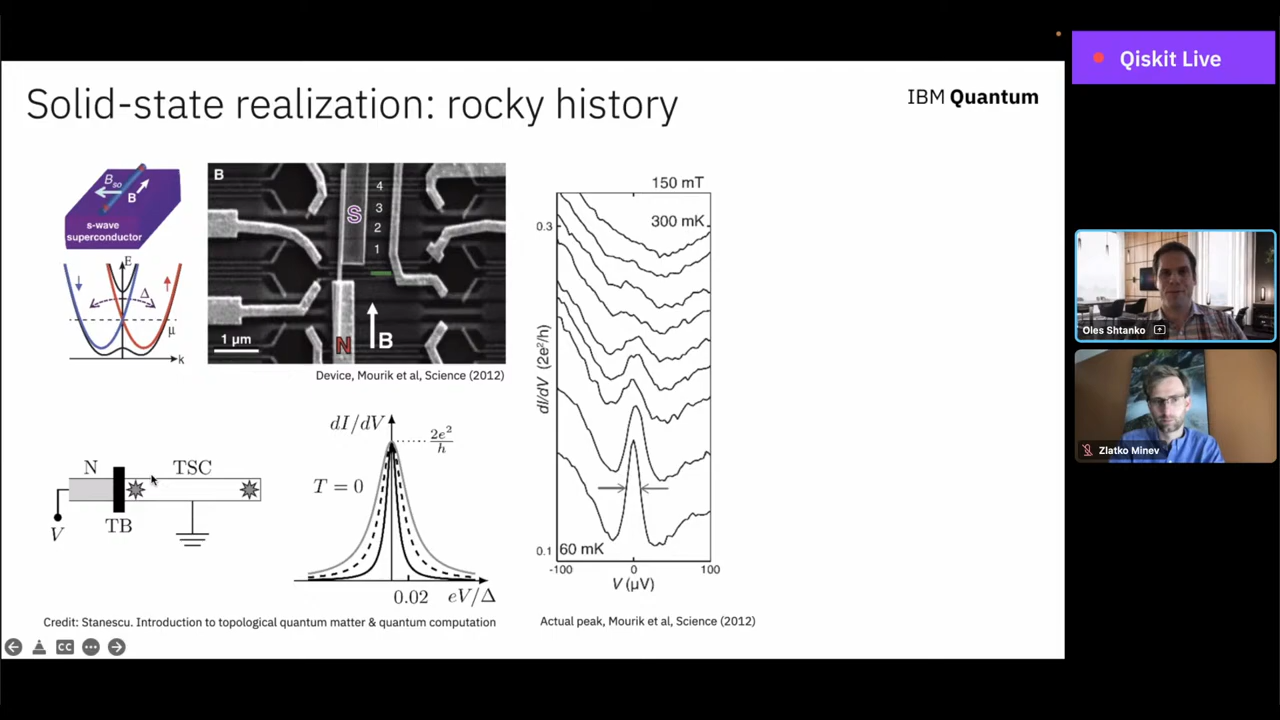 Qiskit Live
Solid-state realization: rocky history
IBM Quantum
Bso
B
s-wave
superconductor
E
Δ
μ
k
B
S
4
3
2
1
1 μm
N
B
Device, Mourik et al, Science (2012)
150 mT
300 mK
0.3
dI/dV (2e²/h)
0.1
60 mK
-100
0
100
V (μV)
Actual peak, Mourik et al, Science (2012)
N
TSC
TB
V
dI/dV
2e²/h
T = 0
0.02
eV/Δ
Credit: Stanescu. Introduction to topological quantum matter & quantum computation
CC
Oles Shtanko
Zlatko Minev